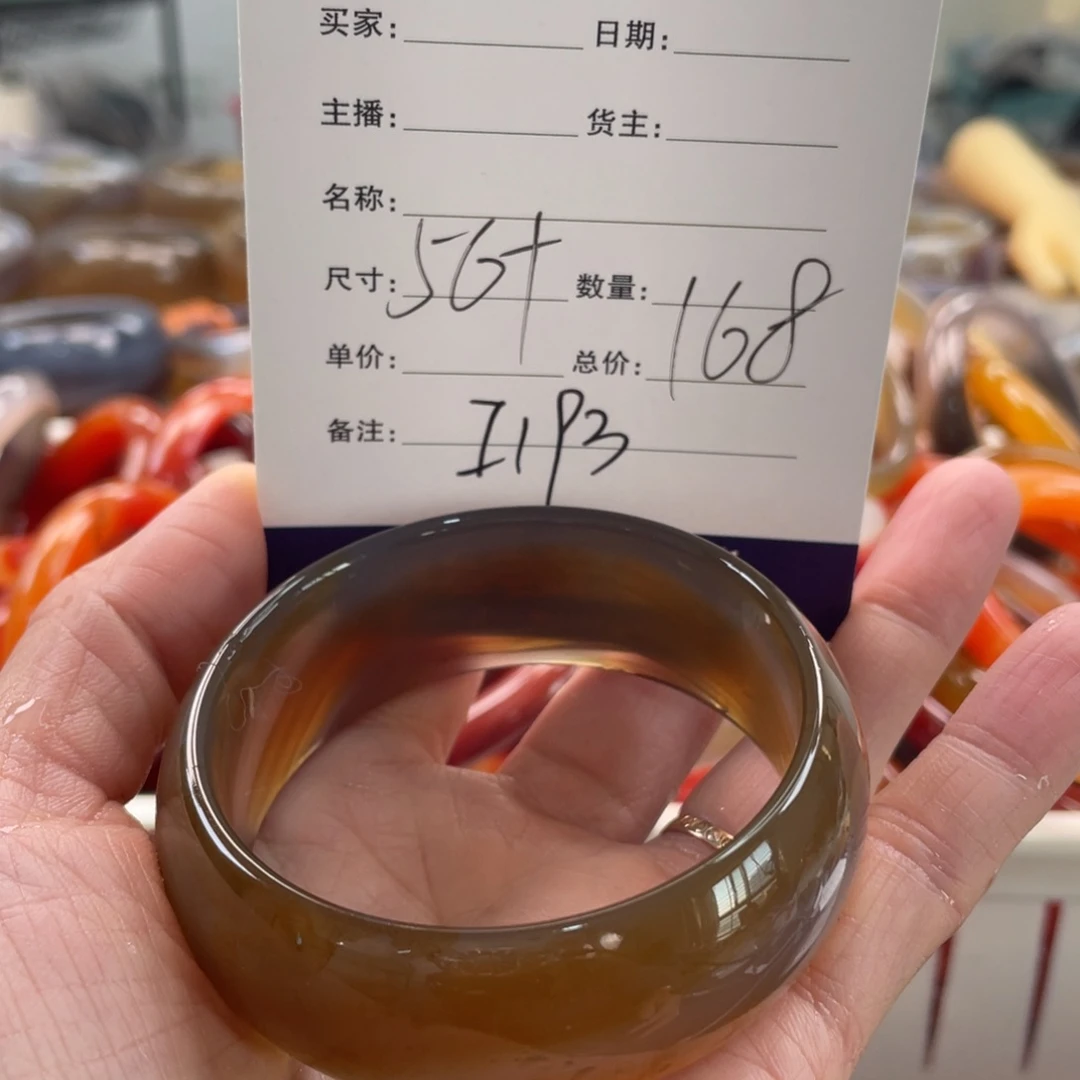 买家: 日期:
主播: 货主:
名称:
尺寸: 56+ 数量:
单价: 总价: 168
备注: I1P3